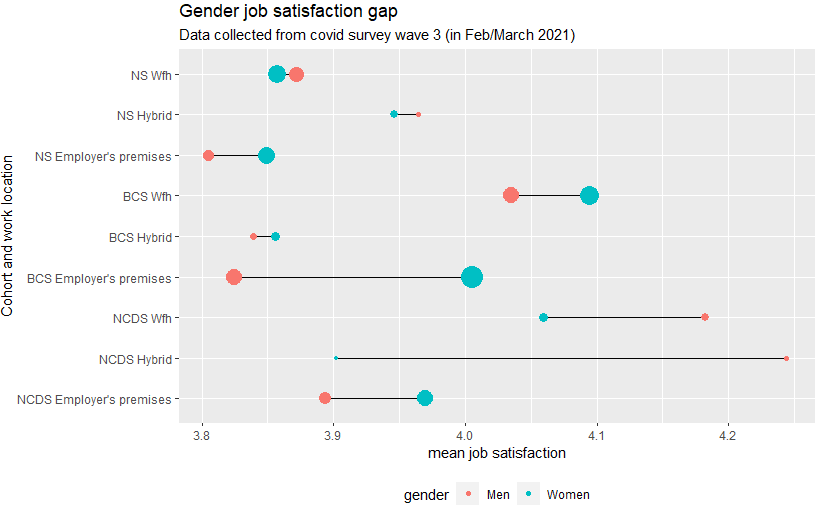 Gender job satisfaction gap
Data collected from covid survey wave 3 (in Feb/March 2021)
Cohort and work location
NS Wfh
NS Hybrid
NS Employer's premises
BCS Wfh
BCS Hybrid
BCS Employer's premises
NCDS Wfh
NCDS Hybrid
NCDS Employer's premises
3.8 3.9 4.0 4.1 4.2
mean job satisfaction
gender Men Women